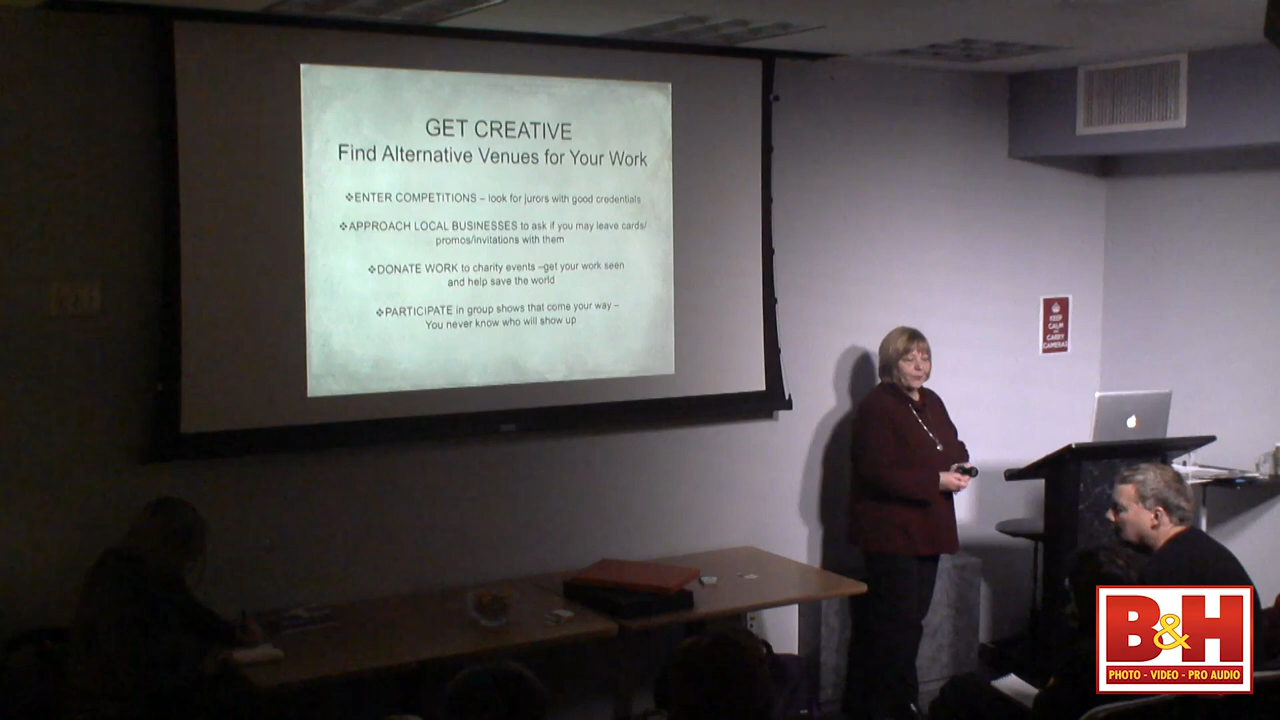 GET CREATIVE
Find Alternative Venues for Your Work
❖ENTER COMPETITIONS – look for jurors with good credentials
❖APPROACH LOCAL BUSINESSES to ask if you may leave cards/
promos/invitations with them
❖DONATE WORK to charity events –get your work seen
and help save the world
❖PARTICIPATE in group shows that come your way –
You never know who will show up
KEEP
CALM
AND
CARRY
CAMERAS
B&H
PHOTO - VIDEO - PRO AUDIO